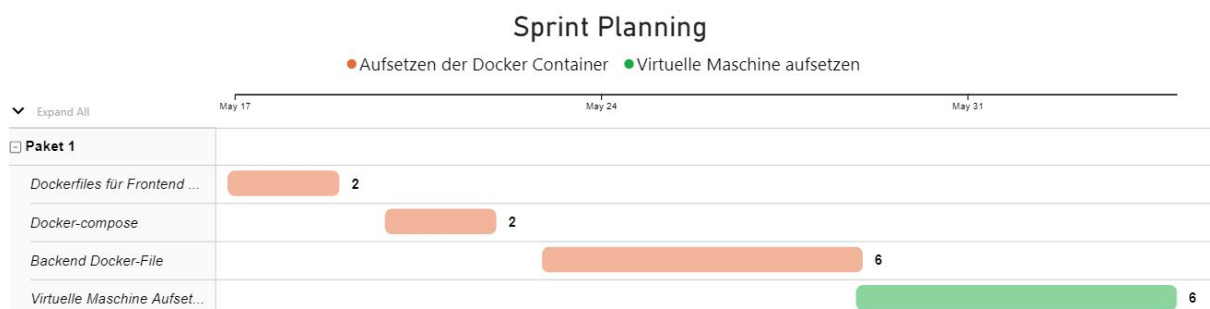 Sprint Planning
Aufsetzen der Docker Container Virtuelle Maschine aufsetzen
Expand All May 17 May 24 May 31
Paket 1
Dockerfiles für Frontend ... 2
Docker-compose 2
Backend Docker-File 6
Virtuelle Maschine Aufset... 6